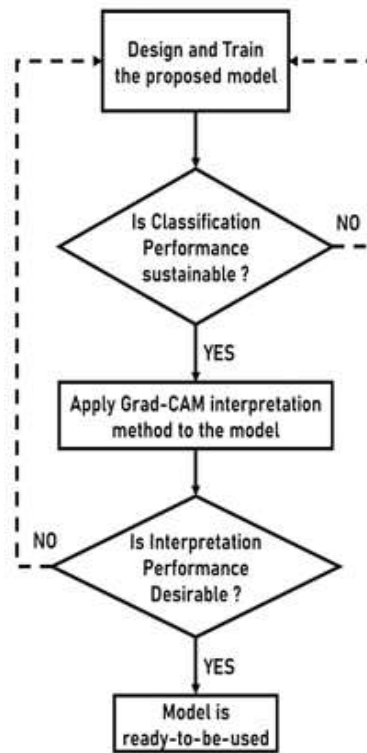 Design and Train
the proposed model
Is Classification
Performance
sustainable ?
NO
YES
Apply Grad-CAM interpretation
method to the model
NO
Is Interpretation
Performance
Desirable ?
YES
Model is
ready-to-be-used